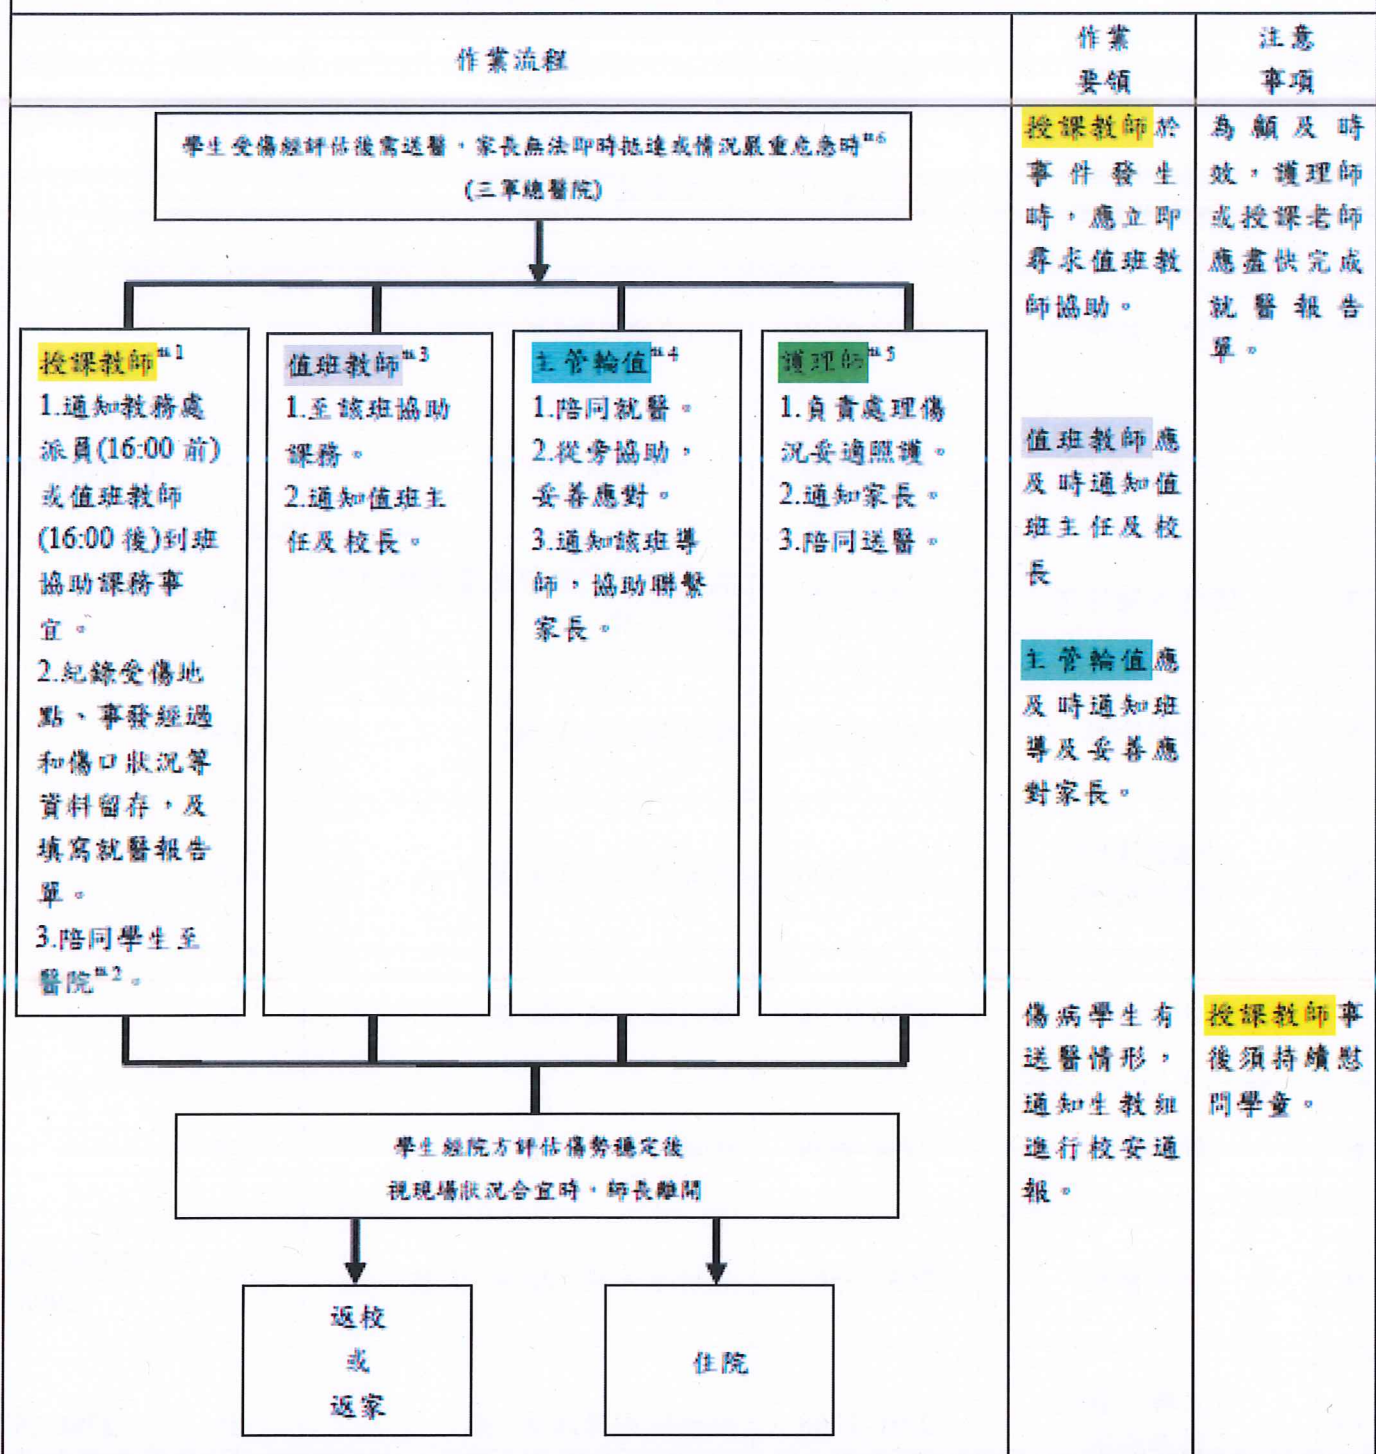 作業流程
作業
要領
注意
事項
學生受傷經評估後需送醫，家長無法即時抵達或情況嚴重危急時註6
(三軍總醫院)
授課教師註1
1.通知教務處
派員(16:00 前)
或值班教師
(16:00 後)到班
協助課務事
宜。
2.紀錄受傷地
點、事發經過
和傷口狀況等
資料留存，及
填寫就醫報告
單。
3.陪同學生至
醫院註2。
值班教師註3
1.至該班協助
課務。
2.通知值班主
任及校長。
主管輪值註4
1.陪同就醫。
2.從旁協助，
妥善應對。
3.通知該班導
師，協助聯繫
家長。
護理師註5
1.負責處理傷
況妥適照護。
2.通知家長。
3.陪同送醫。
學生經院方評估傷勢穩定後
視現場狀況合宜時，師長離開
返校
或
返家
住院
授課教師於
事件發生
時，應立即
尋求值班教
師協助。
值班教師應
及時通知值
班主任及校
長
主管輪值應
及時通知班
導及妥善應
對家長。
傷病學生有
送醫情形，
通知生教組
進行校安通
報。
為顧及時
效，護理師
或授課老師
應盡快完成
就醫報告
單。
授課教師事
後須持續慰
問學童。